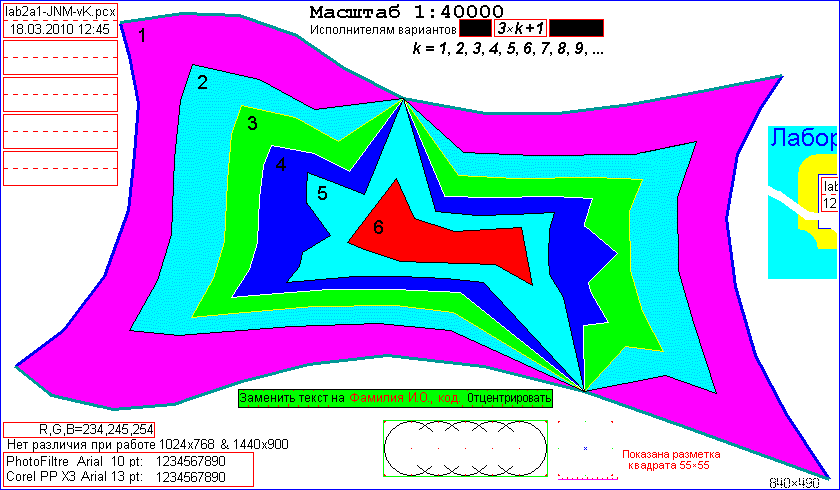 lab2a1-JNM-vK.pcx
18.03.2010 12:45
Масштаб 1:40000
Исполнителям вариантов 3×k+1
k = 1, 2, 3, 4, 5, 6, 7, 8, 9, ...
1
2
3
4
5
6
Лабор
lab
12
Заменить текст на Фамилия И.О., код Отцентрировать
R,G,B=234,245,254
Нет различия при работе 1024x768 & 1440x900
PhotoFiltre Arial 10 pt: 1234567890
Corel PP X3 Arial 13 pt: 1234567890
Показана разметка
квадрата 55×55
840×490